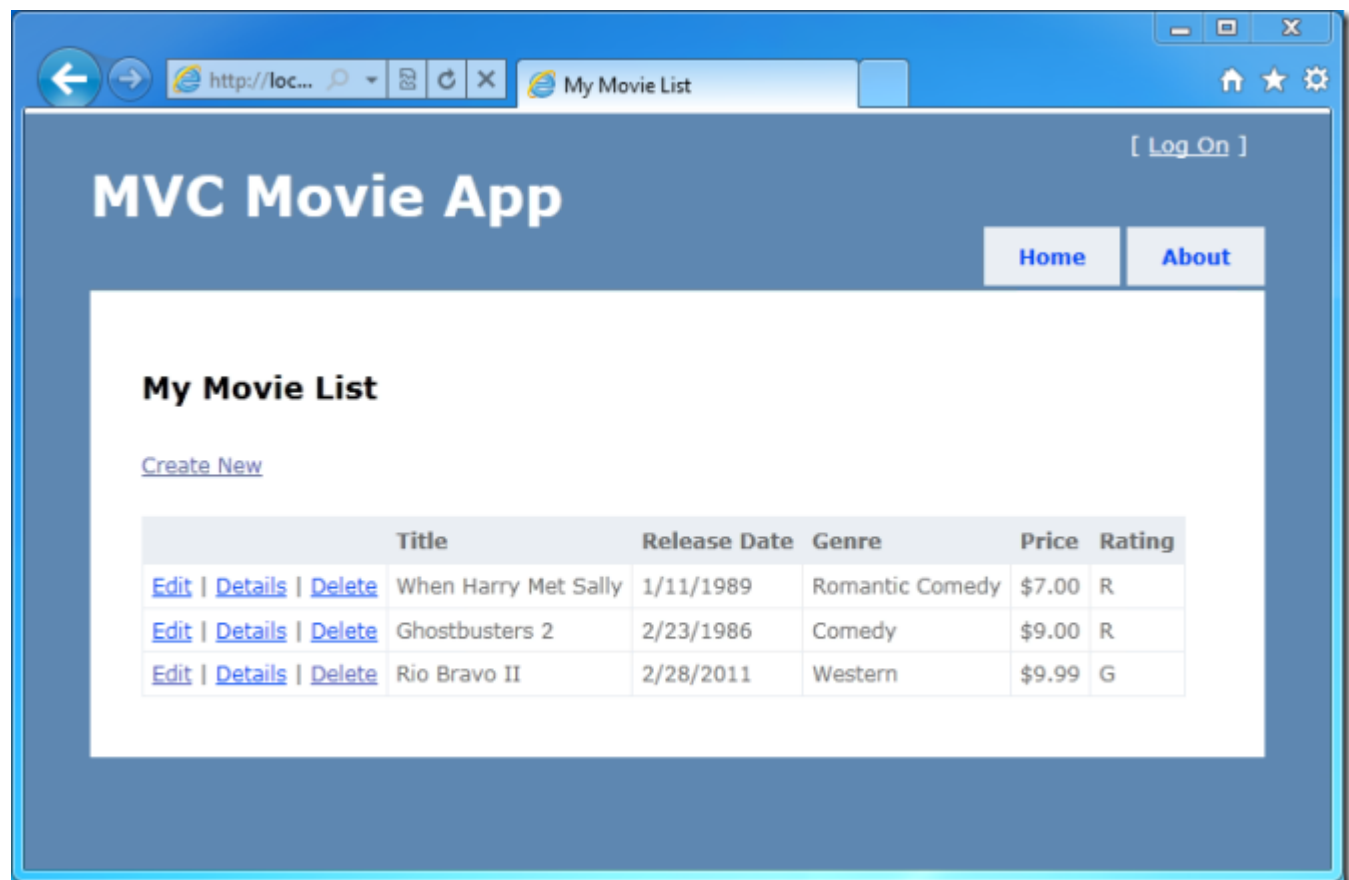 http://loc...
My Movie List
[ Log On ]
MVC Movie App
Home About
My Movie List
Create New
Title Release Date Genre Price Rating
Edit | Details | Delete When Harry Met Sally 1/11/1989 Romantic Comedy $7.00 R
Edit | Details | Delete Ghostbusters 2 2/23/1986 Comedy $9.00 R
Edit | Details | Delete Rio Bravo II 2/28/2011 Western $9.99 G